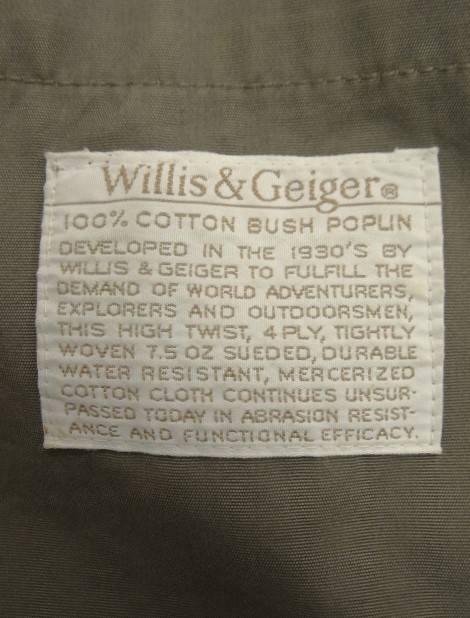 Willis & Geiger®
100% COTTON BUSH POPLIN
DEVELOPED IN THE 1930'S BY
WILLIS & GEIGER TO FULFILL THE
DEMAND OF WORLD ADVENTURERS,
EXPLORERS AND OUTDOORSMEN,
THIS HIGH TWIST, 4 PLY, TIGHTLY
WOVEN 7.5 OZ SUEDED, DURABLE
WATER RESISTANT, MERCERIZED
COTTON CLOTH CONTINUES UNSUR-
PASSED TODAY IN ABRASION RESIST-
ANCE AND FUNCTIONAL EFFICACY.